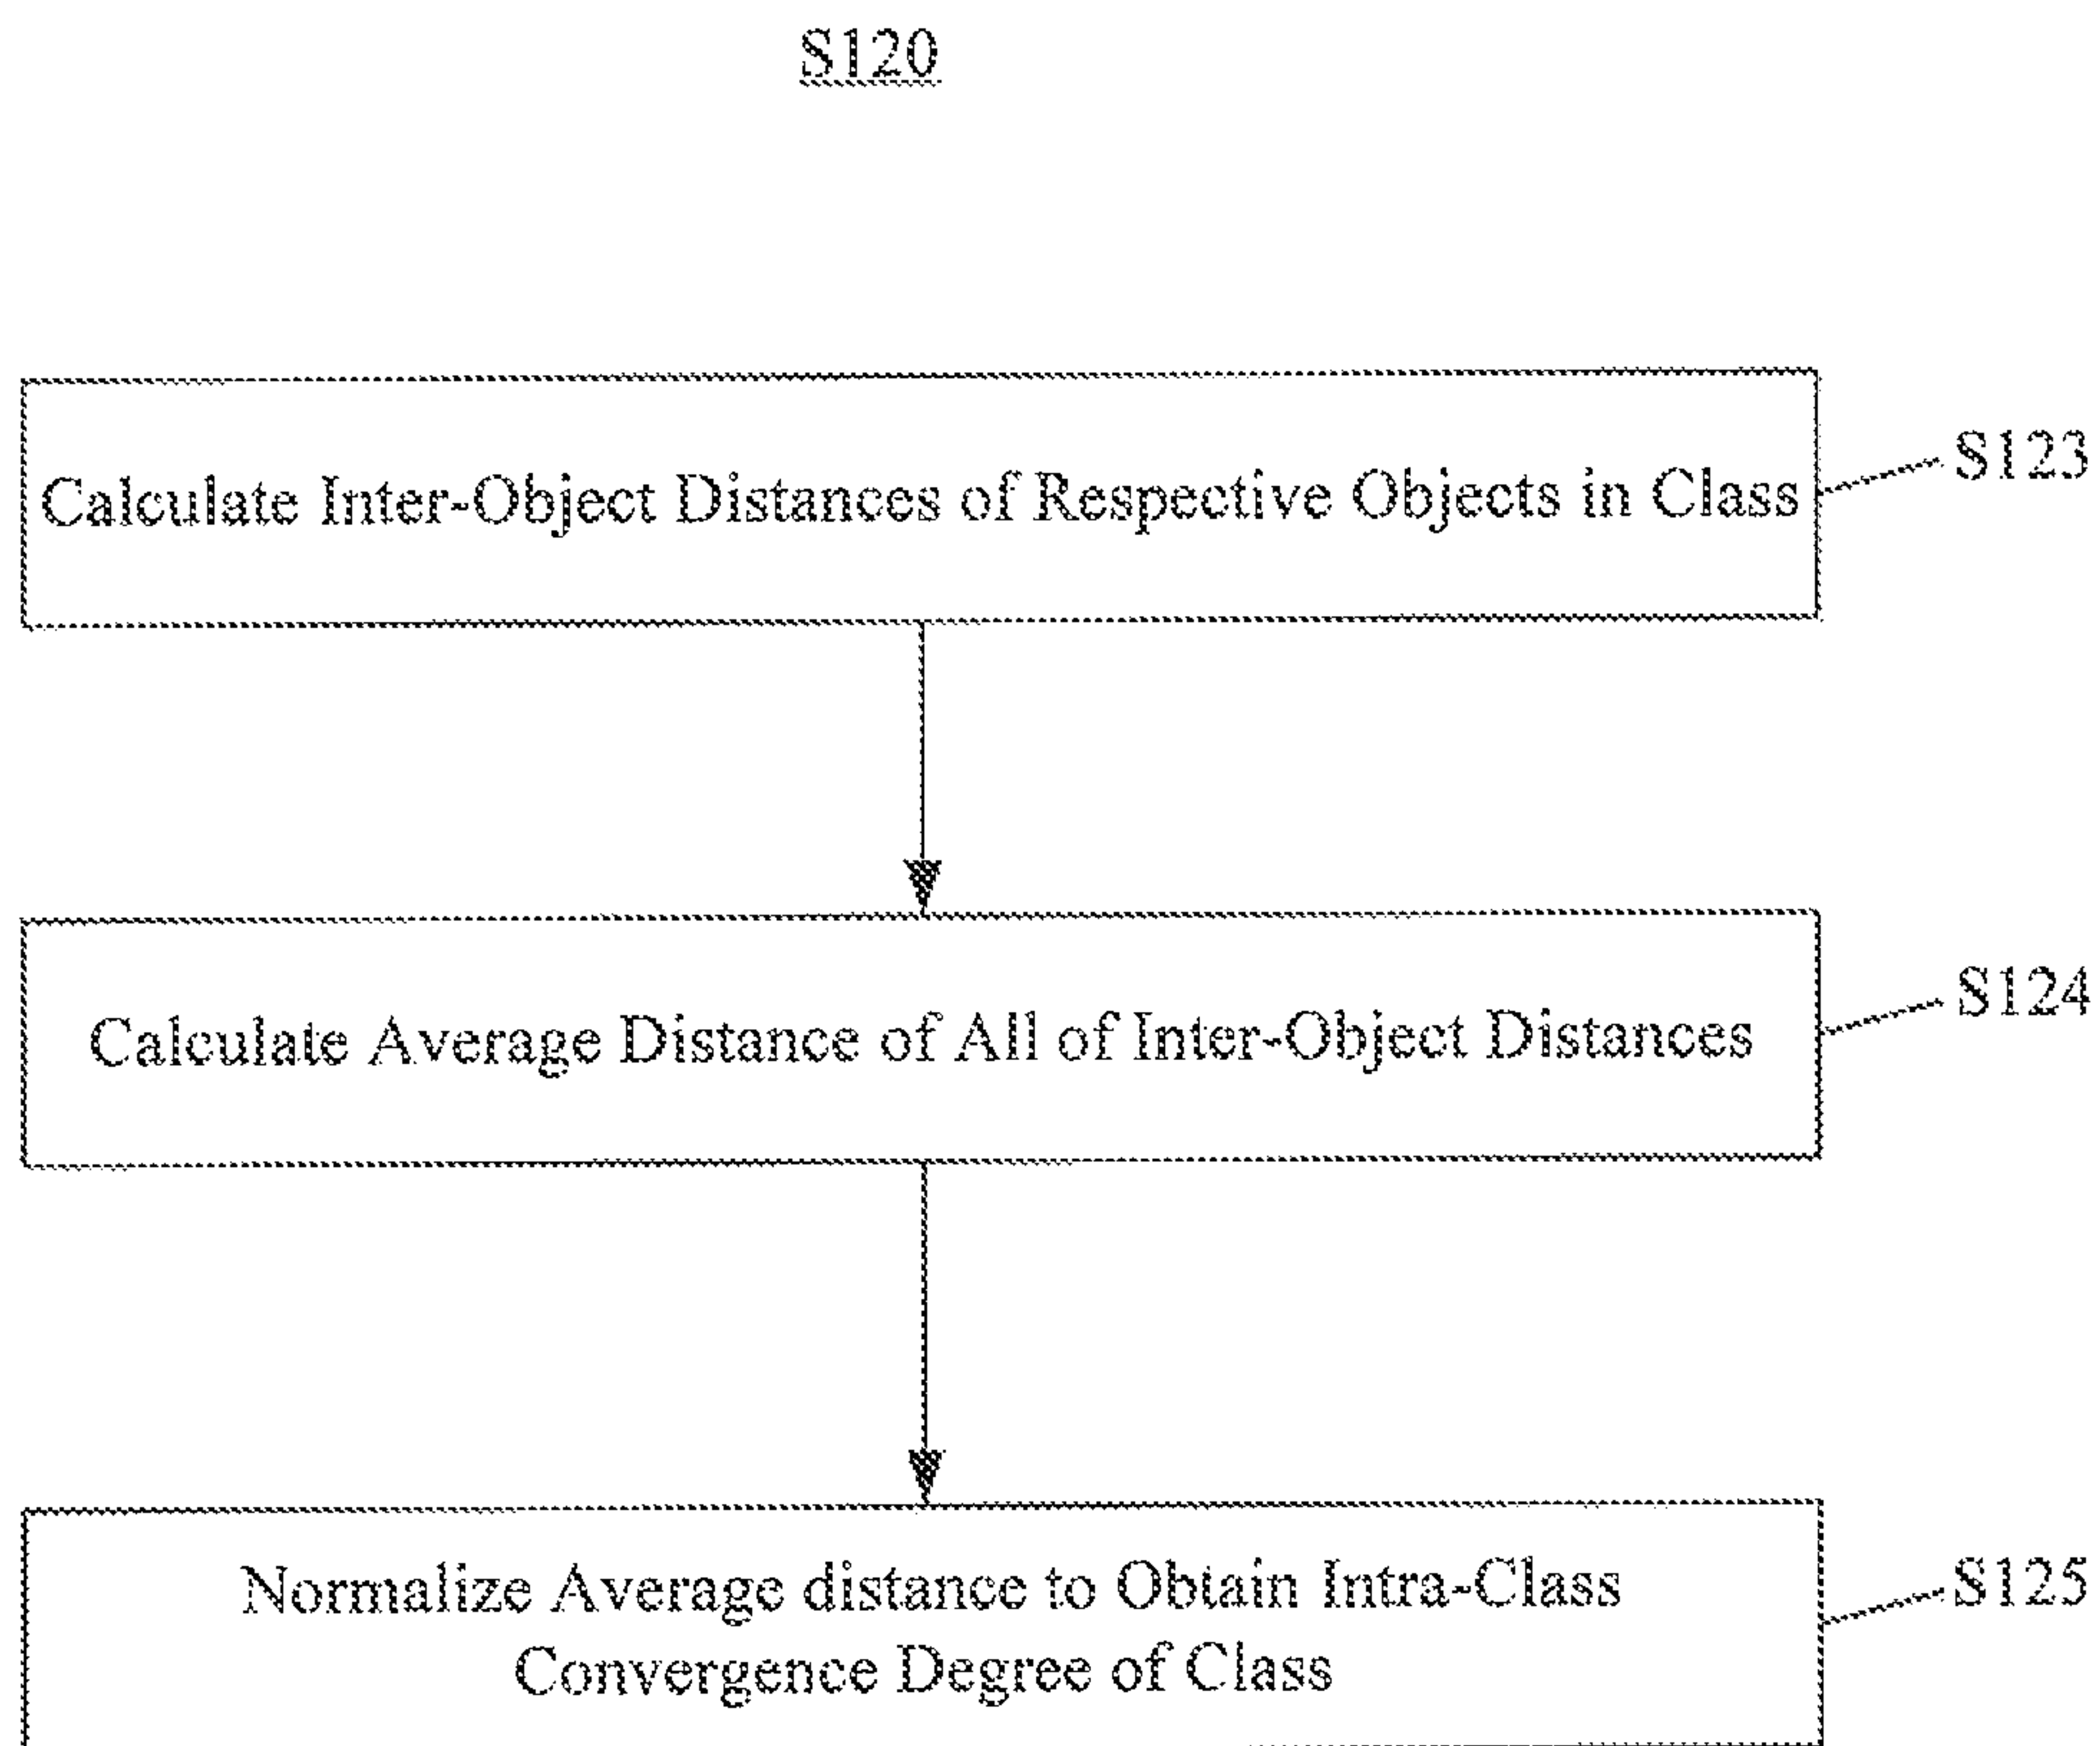 S120
Calculate Inter-Object Distances of Respective Objects in Class
S123
Calculate Average Distance of All of Inter-Object Distances
S124
Normalize Average distance to Obtain Intra-Class
Convergence Degree of Class
S125